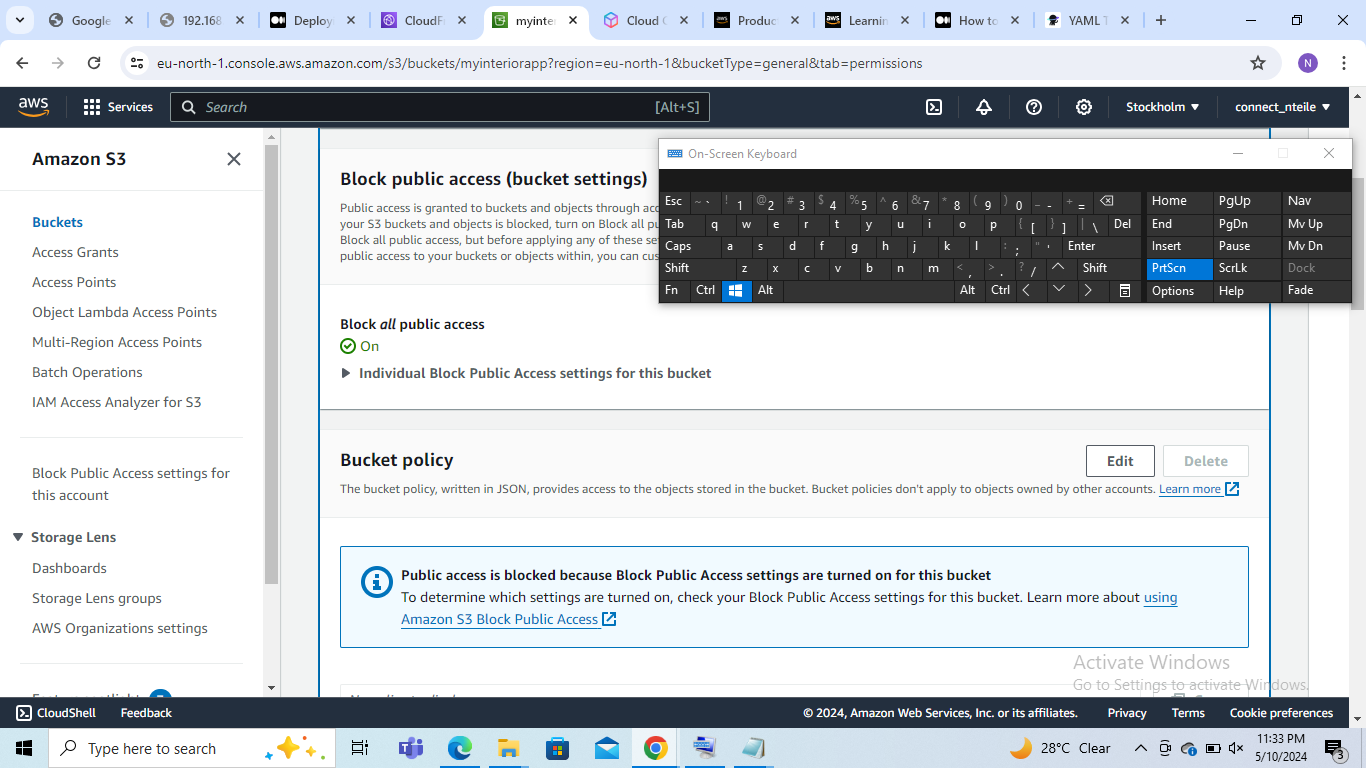 Google
192.168
Deploy
CloudFr
myinter
Cloud C
Produc
Learnin
How to
YAML T
eu-north-1.console.aws.amazon.com/s3/buckets/myinteriorapp?region=eu-north-1&bucketType=general&tab=permissions
N
aws
Services
Search
[Alt+S]
Stockholm
connect_nteile
Amazon S3
Buckets
Access Grants
Access Points
Object Lambda Access Points
Multi-Region Access Points
Batch Operations
IAM Access Analyzer for S3
Block Public Access settings for
this account
Storage Lens
Dashboards
Storage Lens groups
AWS Organizations settings
Block public access (bucket settings)
Public access is granted to buckets and objects through acc
your S3 buckets and objects is blocked, turn on Block all pu
Block all public access, but before applying any of these se
public access to your buckets or objects within, you can cus
Block all public access
On
Individual Block Public Access settings for this bucket
Bucket policy
Edit
Delete
The bucket policy, written in JSON, provides access to the objects stored in the bucket. Bucket policies don't apply to objects owned by other accounts. Learn more
Public access is blocked because Block Public Access settings are turned on for this bucket
To determine which settings are turned on, check your Block Public Access settings for this bucket. Learn more about using
Amazon S3 Block Public Access
On-Screen Keyboard
Esc ~ ` ! 1 @ 2 # 3 $ 4 % 5 ^ 6 & 7 * 8 ( 9 ) 0 _ - + = Home PgUp Nav
Tab q w e r t y u i o p { [ } ] | \ Del End PgDn Mv Up
Caps a s d f g h j k l : ; " ' Enter Insert Pause Mv Dn
Shift z x c v b n m < , > . ? / Shift PrtScn ScrLk Dock
Fn Ctrl Alt Alt Ctrl Options Help Fade
Activate Windows
Go to Settings to activate Windows.
CloudShell
Feedback
© 2024, Amazon Web Services, Inc. or its affiliates.
Privacy
Terms
Cookie preferences
Type here to search
28°C Clear
11:33 PM
5/10/2024
3